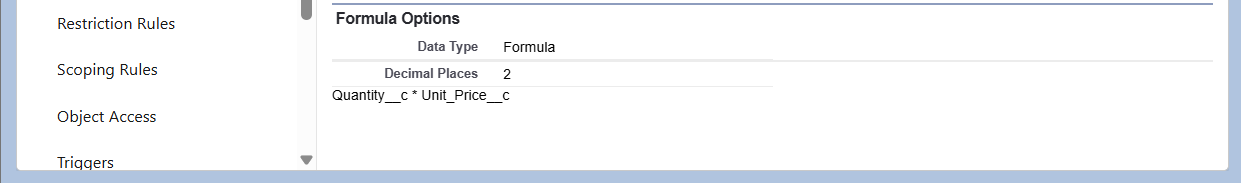 Restriction Rules
Scoping Rules
Object Access
Triggers
Formula Options
Data Type Formula
Decimal Places 2
Quantity__c * Unit_Price__c